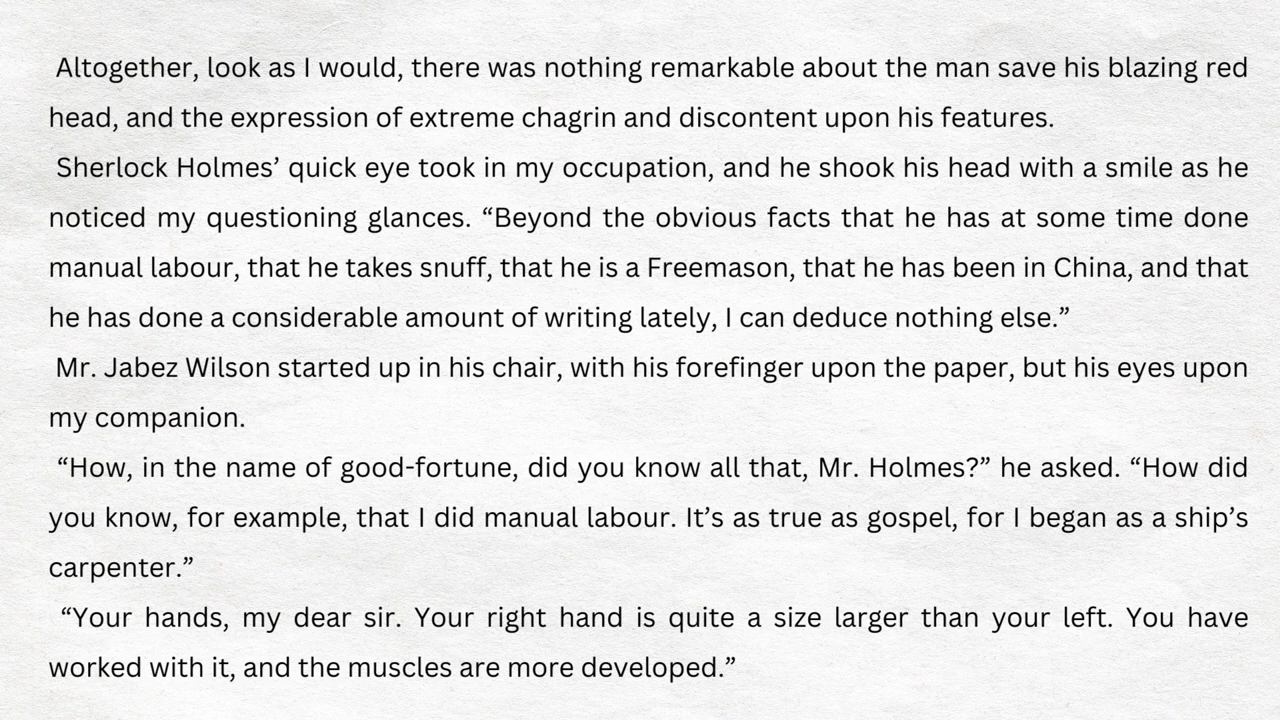 Altogether, look as I would, there was nothing remarkable about the man save his blazing red
head, and the expression of extreme chagrin and discontent upon his features.
Sherlock Holmes’ quick eye took in my occupation, and he shook his head with a smile as he
noticed my questioning glances. “Beyond the obvious facts that he has at some time done
manual labour, that he takes snuff, that he is a Freemason, that he has been in China, and that
he has done a considerable amount of writing lately, I can deduce nothing else.”
Mr. Jabez Wilson started up in his chair, with his forefinger upon the paper, but his eyes upon
my companion.
“How, in the name of good-fortune, did you know all that, Mr. Holmes?” he asked. “How did
you know, for example, that I did manual labour. It’s as true as gospel, for I began as a ship’s
carpenter.”
“Your hands, my dear sir. Your right hand is quite a size larger than your left. You have
worked with it, and the muscles are more developed.”